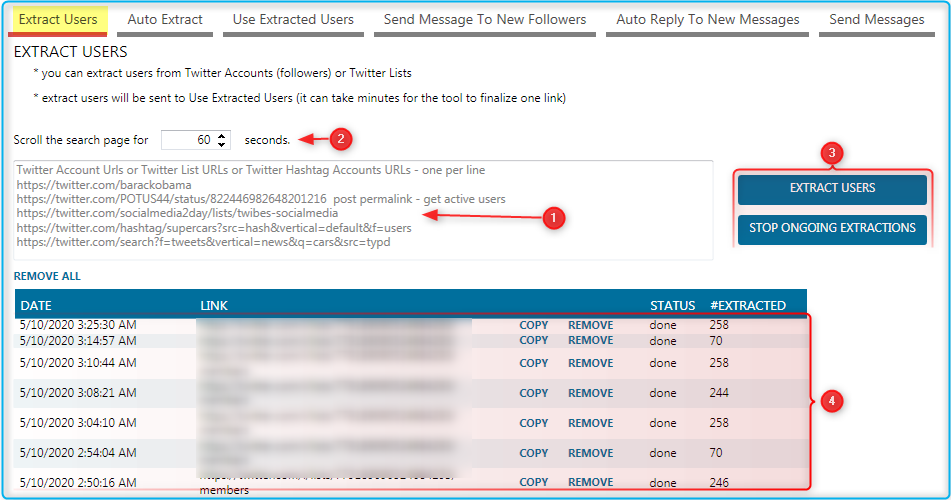 Extract Users Auto Extract Use Extracted Users Send Message To New Followers Auto Reply To New Messages Send Messages
EXTRACT USERS
* you can extract users from Twitter Accounts (followers) or Twitter Lists
* extract users will be sent to Use Extracted Users (it can take minutes for the tool to finalize one link)
Scroll the search page for 60 seconds. 2
Twitter Account Urls or Twitter List URLs or Twitter Hashtag Accounts URLs - one per line
https://twitter.com/barackobama
https://twitter.com/POTUS44/status/822446982648201216 post permalink - get active users
https://twitter.com/socialmedia2day/lists/twibes-socialmedia
https://twitter.com/hashtag/supercars?src=hash&vertical=default&f=users
https://twitter.com/search?f=tweets&vertical=news&q=cars&src=typd
1
3
EXTRACT USERS
STOP ONGOING EXTRACTIONS
REMOVE ALL
DATE LINK STATUS #EXTRACTED
5/10/2020 3:25:30 AM COPY REMOVE done 258
5/10/2020 3:14:57 AM COPY REMOVE done 70
5/10/2020 3:10:44 AM COPY REMOVE done 258
5/10/2020 3:08:21 AM COPY REMOVE done 244
5/10/2020 3:04:10 AM COPY REMOVE done 258
5/10/2020 2:54:04 AM COPY REMOVE done 70
5/10/2020 2:50:16 AM COPY REMOVE done 246
members
4